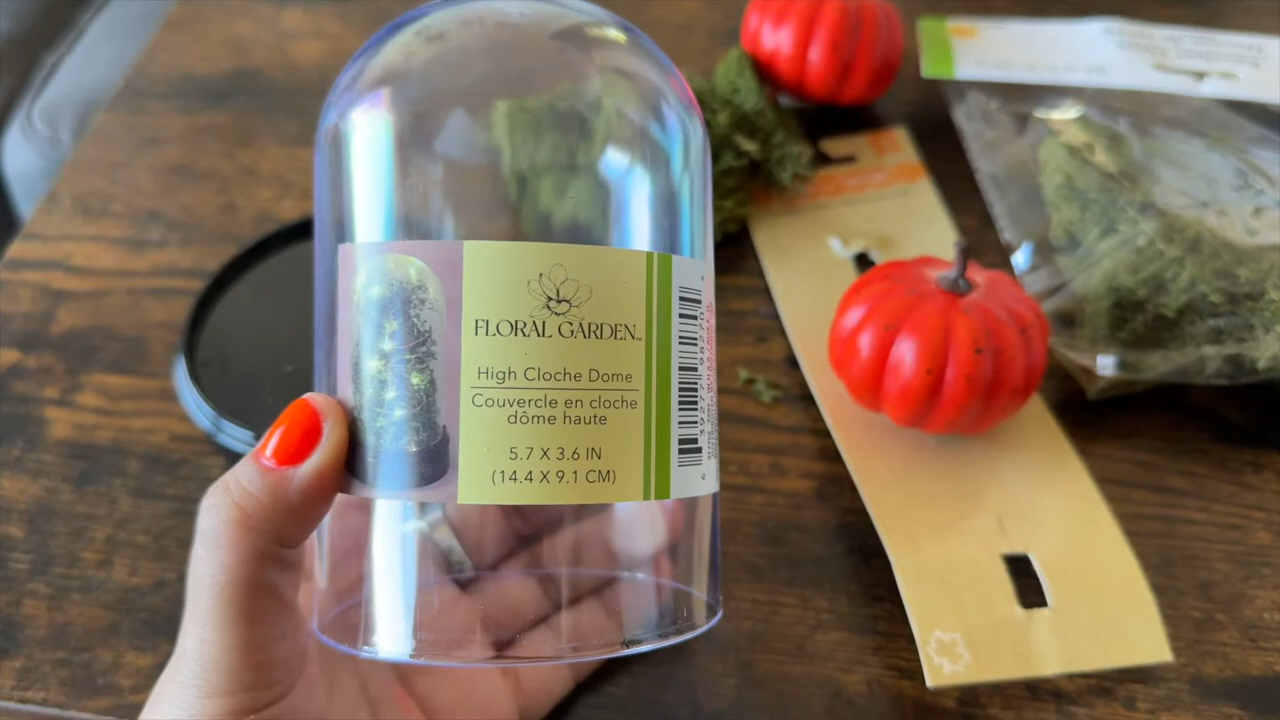 FLORAL GARDEN™
High Cloche Dome
Couvercle en cloche
dôme haute
5.7 X 3.6 IN
(14.4 X 9.1 CM)